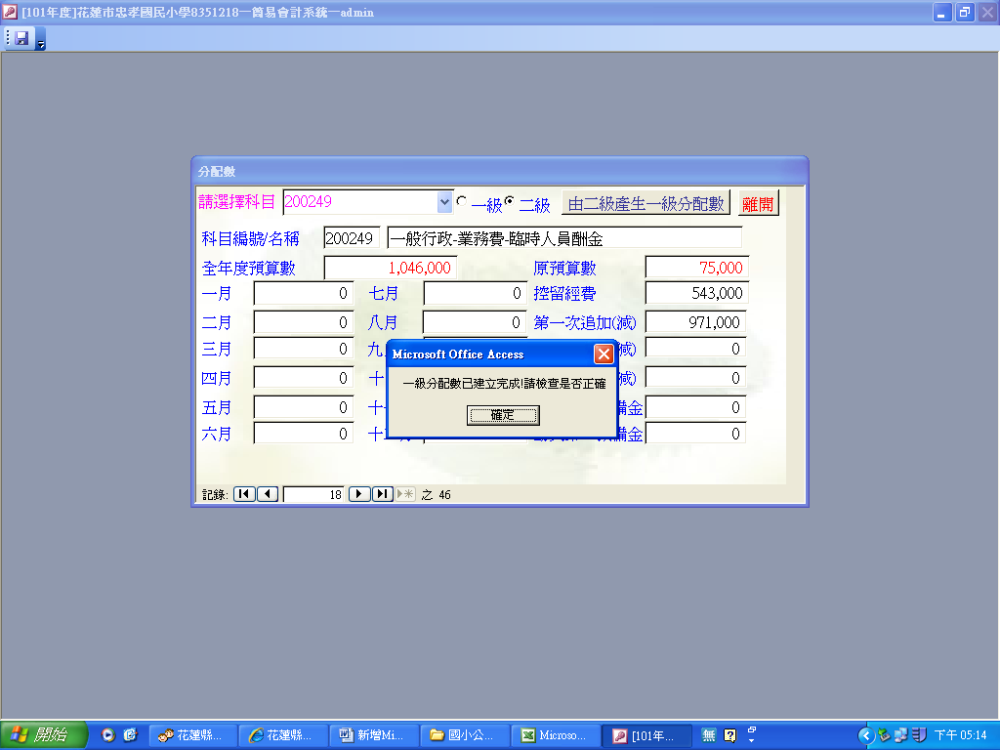 [101年度]花蓮市忠孝國民小學8351218一簡易會計系統一admin
分配數
請選擇科目 200249 一級 二級 由二級產生一級分配數 離開
科目編號/名稱 200249 一般行政-業務費-臨時人員酬金
全年度預算數 1,046,000 原預算數 75,000
一月 0 七月 0 控留經費 543,000
二月 0 八月 0 第一次追加(減) 971,000
三月 0 九 減) 0
四月 0 十 減) 0
五月 0 十 備金 0
六月 0 十 備金 0
Microsoft Office Access
一級分配數已建立完成!請檢查是否正確
確定
記錄: 18 之 46
開始 花蓮縣... 花蓮縣... 新增Mi... 國小公... Microso... [101年... 無 下午 05:14